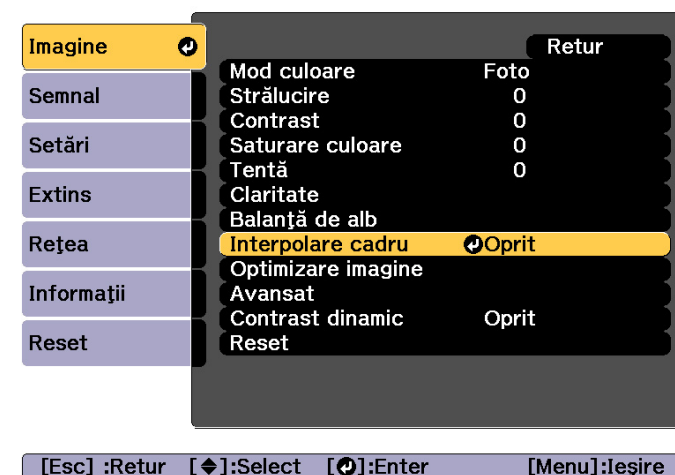 Imagine
Semnal
Setări
Extins
Reţea
Informaţii
Reset
Retur
Mod culoare Foto
Strălucire 0
Contrast 0
Saturare culoare 0
Tentă 0
Claritate
Balanţă de alb
Interpolare cadru Oprit
Optimizare imagine
Avansat
Contrast dinamic Oprit
Reset
[Esc] :Retur [◆]:Select [↵]:Enter [Menu]:Ieşire